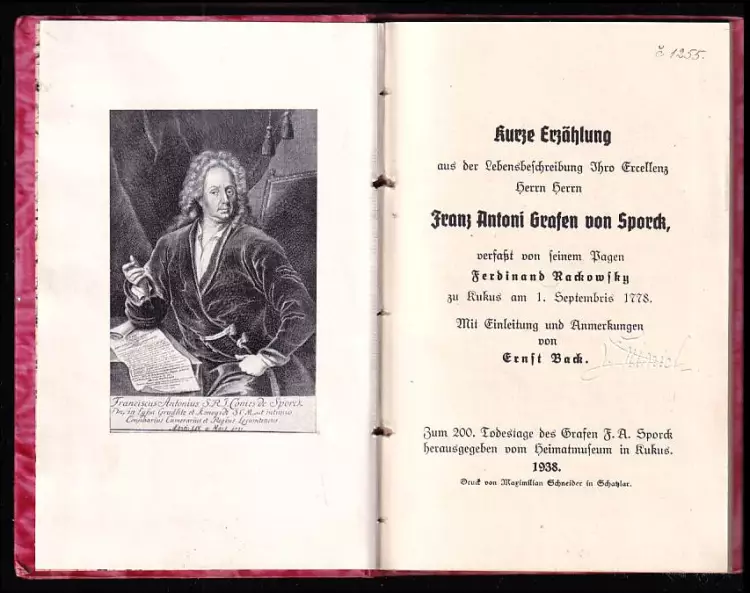 Franciscus Antonius S.R.I. Comes de Sporck
Č 1255.
Kurze Erzählung
aus der Lebensbeschreibung Ihro Excellenz
Herrn Herrn
Franz Antoni Grafen von Sporck,
verfaßt von seinem Pagen
Ferdinand Rackowsky
zu Kukus am 1. Septembris 1778.
Mit Einleitung und Anmerkungen
von
Ernst Back.
Zum 200. Todestage des Grafen F. A. Sporck
herausgegeben vom Heimatmuseum in Kukus.
1938.
Druck von Maximilian Schneider in Schatzlar.